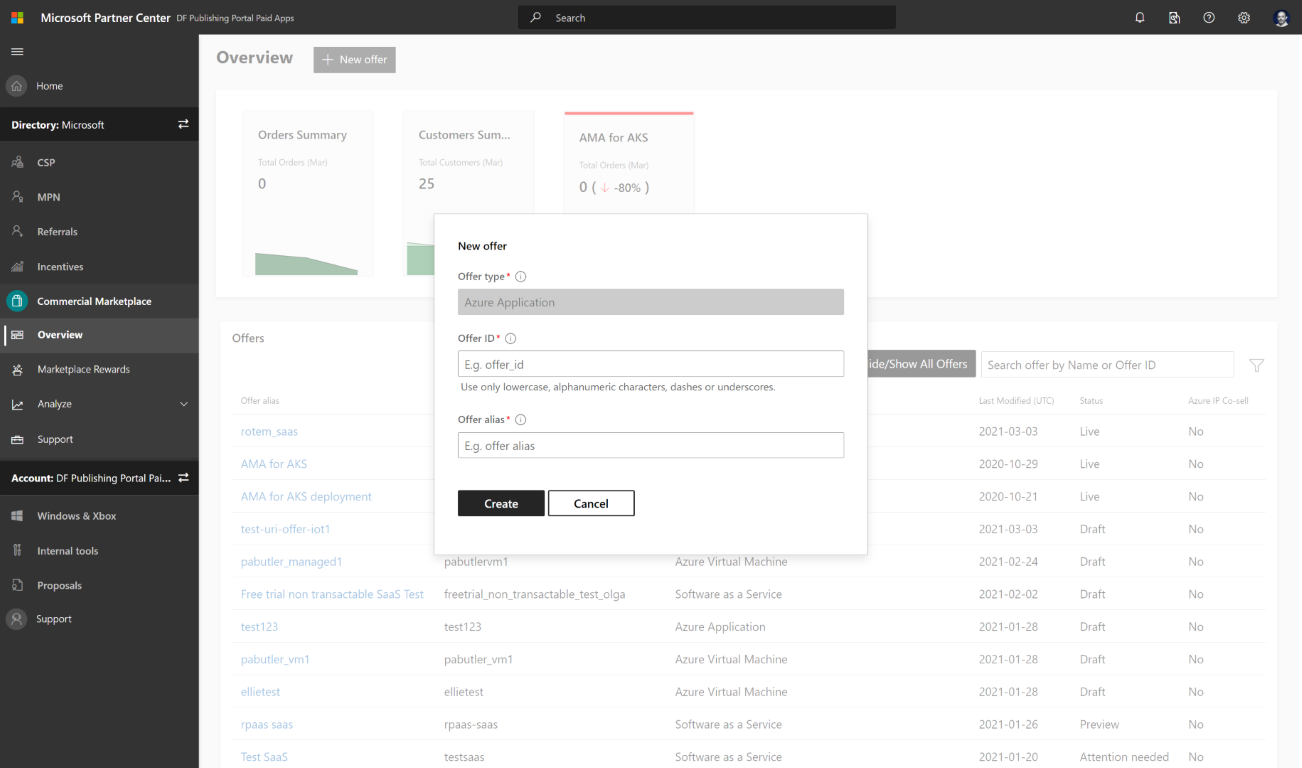 Microsoft Partner Center DF Publishing Portal Paid Apps
Search
Home
Directory: Microsoft
CSP
MPN
Referrals
Incentives
Commercial Marketplace
Overview
Marketplace Rewards
Analyze
Support
Account: DF Publishing Portal Pai...
Windows & Xbox
Internal tools
Proposals
Support
Overview
New offer
Orders Summary
Total Orders (Mar)
0
Customers Sum...
Total Customers (Mar)
25
AMA for AKS
Total Orders (Mar)
0 ( ↓ -80% )
New offer
Offer type*
Azure Application
Offer ID*
E.g. offer_id
Use only lowercase, alphanumeric characters, dashes or underscores.
Offer alias*
E.g. offer alias
Create Cancel
Offers
ide/Show All Offers Search offer by Name or Offer ID
Offer alias Last Modified (UTC) Status Azure IP Co-sell
rotem_saas 2021-03-03 Live No
AMA for AKS 2020-10-29 Live No
AMA for AKS deployment 2020-10-21 Live No
test-uri-offer-iot1 2021-03-03 Draft No
pabutler_managed1 pabutlervm1 Azure Virtual Machine 2021-02-24 Draft No
Free trial non transactable SaaS Test freetrial_non_transactable_test_olga Software as a Service 2021-02-02 Draft No
test123 test123 Azure Application 2021-01-28 Draft No
pabutler_vm1 pabutler_vm1 Azure Virtual Machine 2021-01-28 Draft No
ellietest ellietest Azure Virtual Machine 2021-01-28 Draft No
rpaas saas rpaas-saas Software as a Service 2021-01-26 Preview No
Test SaaS testsaas Software as a Service 2021-01-20 Attention needed No